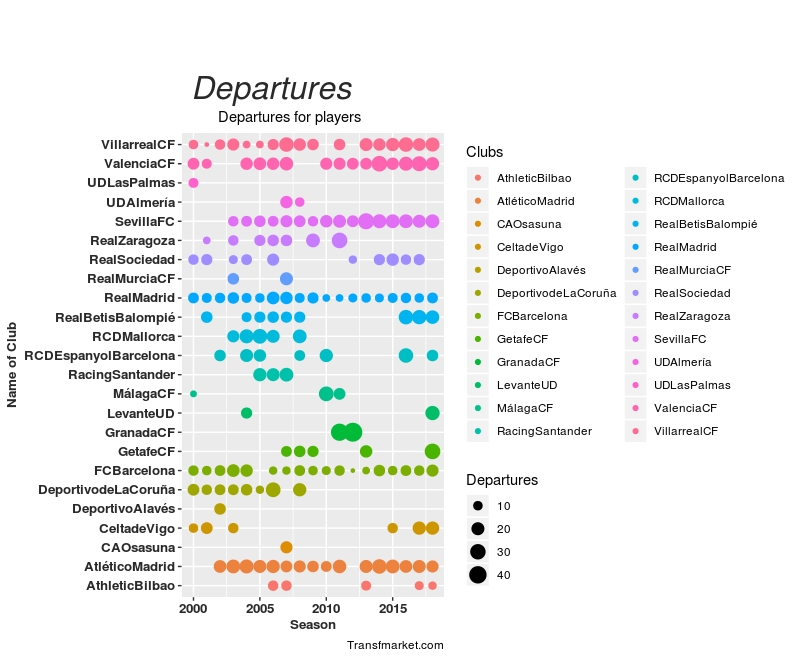 Departures
Departures for players
Name of Club
VillarrealCF
ValenciaCF
UDLasPalmas
UDAlmería
SevillaFC
RealZaragoza
RealSociedad
RealMurciaCF
RealMadrid
RealBetisBalompié
RCDMallorca
RCDEspanyolBarcelona
RacingSantander
MálagaCF
LevanteUD
GranadaCF
GetafeCF
FCBarcelona
DeportivodeLaCoruña
DeportivoAlavés
CeltadeVigo
CAOsasuna
AtléticoMadrid
AthleticBilbao
2000 2005 2010 2015
Season
Transfmarket.com
Clubs
AthleticBilbao
AtléticoMadrid
CAOsasuna
CeltadeVigo
DeportivoAlavés
DeportivodeLaCoruña
FCBarcelona
GetafeCF
GranadaCF
LevanteUD
MálagaCF
RacingSantander
RCDEspanyolBarcelona
RCDMallorca
RealBetisBalompié
RealMadrid
RealMurciaCF
RealSociedad
RealZaragoza
SevillaFC
UDAlmería
UDLasPalmas
ValenciaCF
VillarrealCF
Departures
10
20
30
40